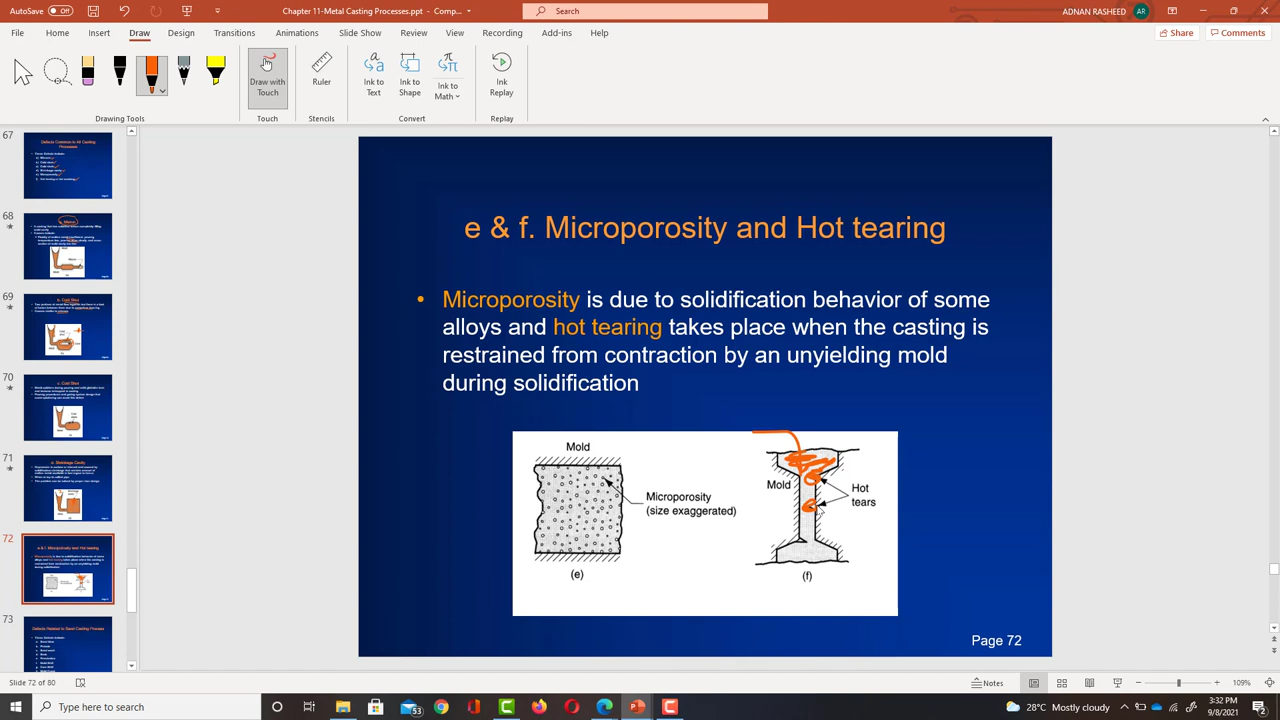 AutoSave Off
Chapter 11-Metal Casting Processes.ppt - Comp...
Search
ADNAN RASHEED AR
File Home Insert Draw Design Transitions Animations Slide Show Review View Recording Add-ins Help
Share Comments
Draw with Touch
Ruler
Ink to Text
Ink to Shape
Ink to Math
Ink Replay
Drawing Tools
Touch
Stencils
Convert
Replay
67
68
69
70
71
72
73
e & f. Microporosity and Hot tearing
• Microporosity is due to solidification behavior of some
alloys and hot tearing takes place when the casting is
restrained from contraction by an unyielding mold
during solidification
Mold
Microporosity
(size exaggerated)
(e)
Mold
Hot
tears
(f)
Page 72
Slide 72 of 80
Notes
109%
Type here to search
53
28°C Mostly cloudy
3:32 PM
9/8/2021
2